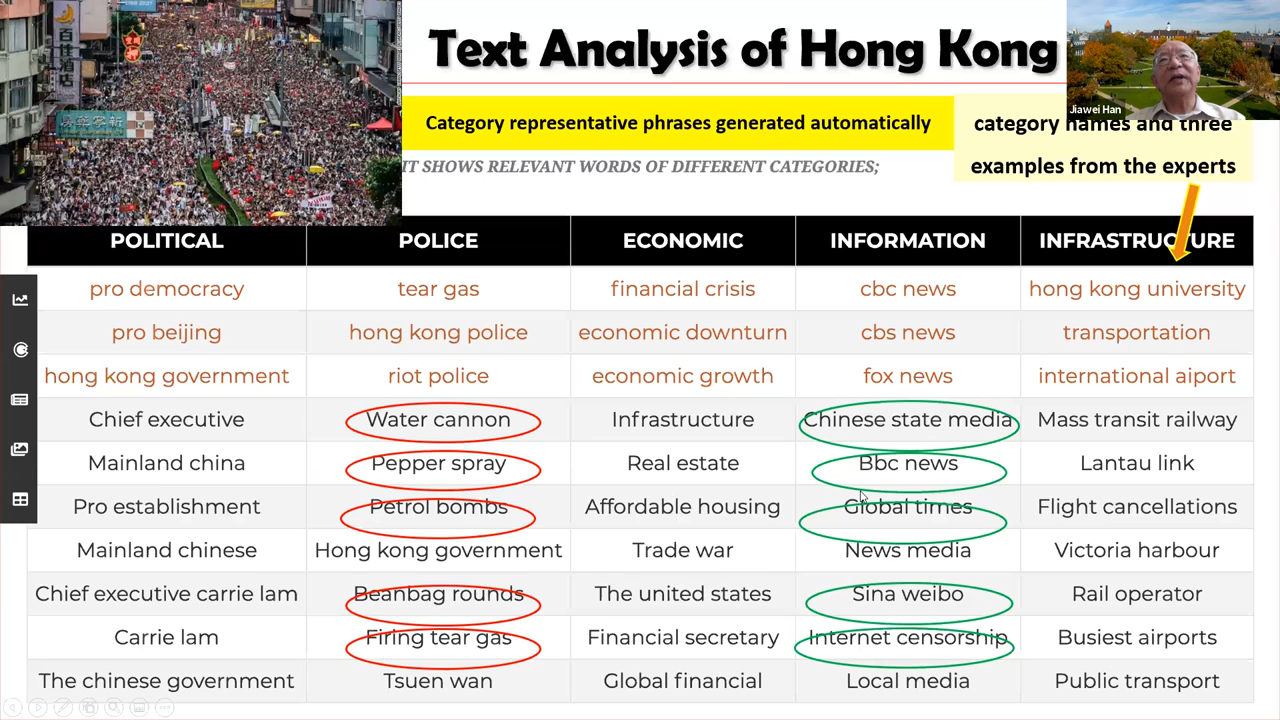 Text Analysis of Hong Kong
Jiawei Han
Category representative phrases generated automatically
category names and three
examples from the experts
IT SHOWS RELEVANT WORDS OF DIFFERENT CATEGORIES;
POLITICAL POLICE ECONOMIC INFORMATION INFRASTRUCTURE
pro democracy tear gas financial crisis cbc news hong kong university
pro beijing hong kong police economic downturn cbs news transportation
hong kong government riot police economic growth fox news international aiport
Chief executive Water cannon Infrastructure Chinese state media Mass transit railway
Mainland china Pepper spray Real estate Bbc news Lantau link
Pro establishment Petrol bombs Affordable housing Global times Flight cancellations
Mainland chinese Hong kong government Trade war News media Victoria harbour
Chief executive carrie lam Beanbag rounds The united states Sina weibo Rail operator
Carrie lam Firing tear gas Financial secretary Internet censorship Busiest airports
The chinese government Tsuen wan Global financial Local media Public transport